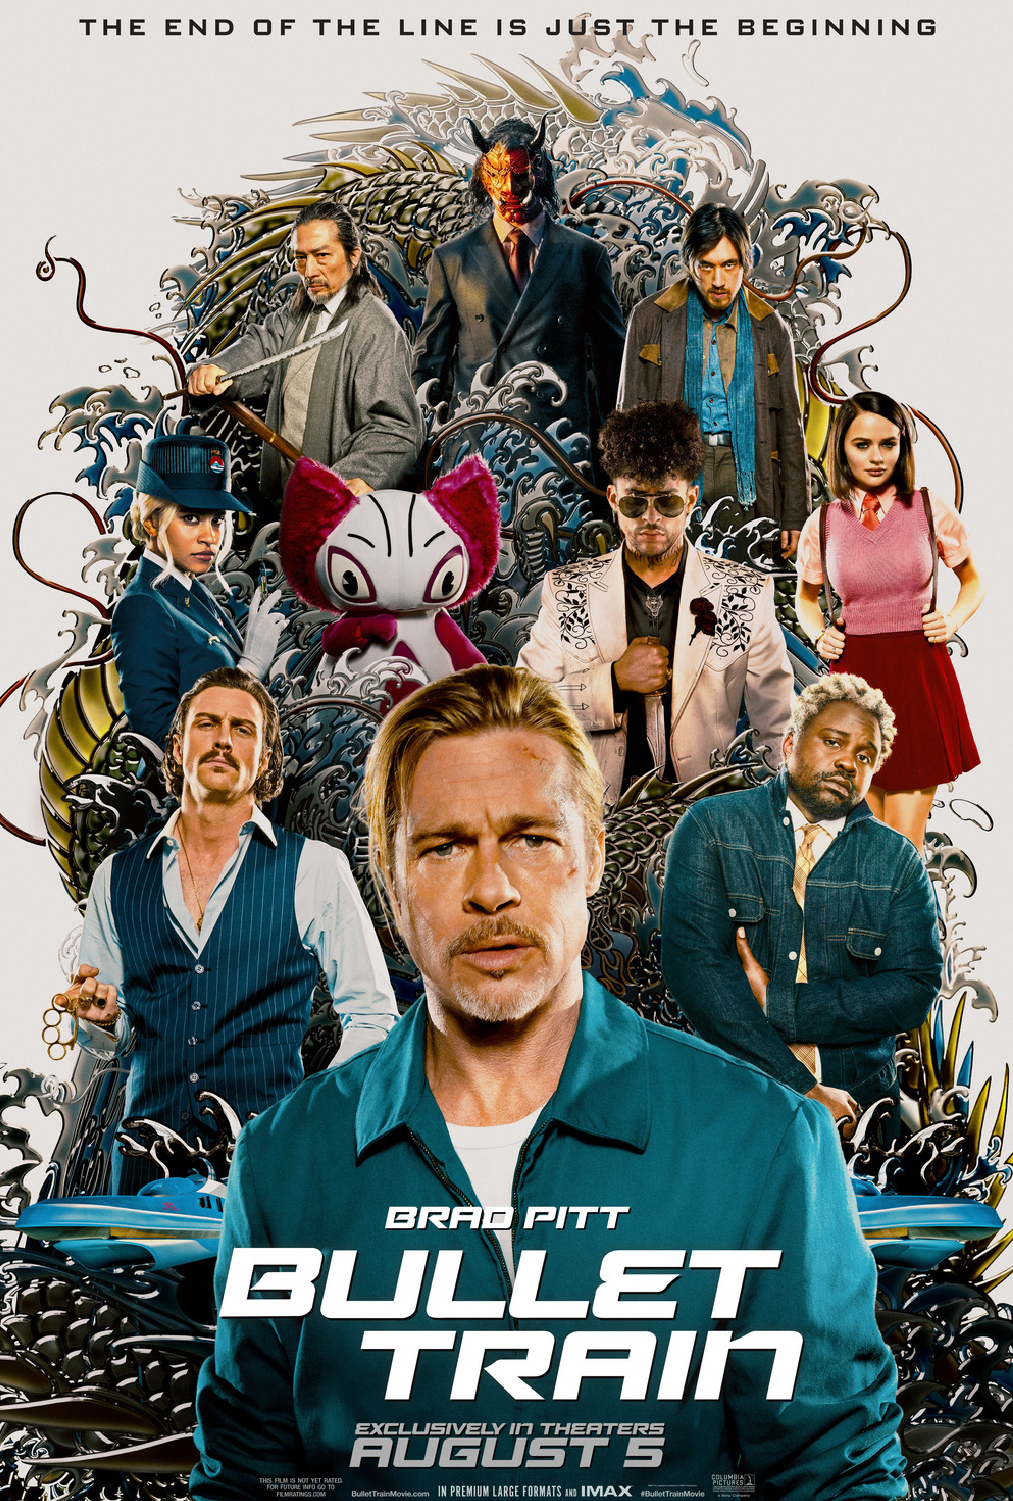 THE END OF THE LINE IS JUST THE BEGINNING
BRAD PITT
BULLET
TRAIN
EXCLUSIVELY IN THEATERS
AUGUST 5
THIS FILM IS NOT YET RATED.
FOR FUTURE INFO GO TO
FILMRATINGS.COM
BulletTrainMovie.com
IN PREMIUM LARGE FORMATS AND IMAX
#BulletTrainMovie
COLUMBIA
PICTURES
a Sony Company